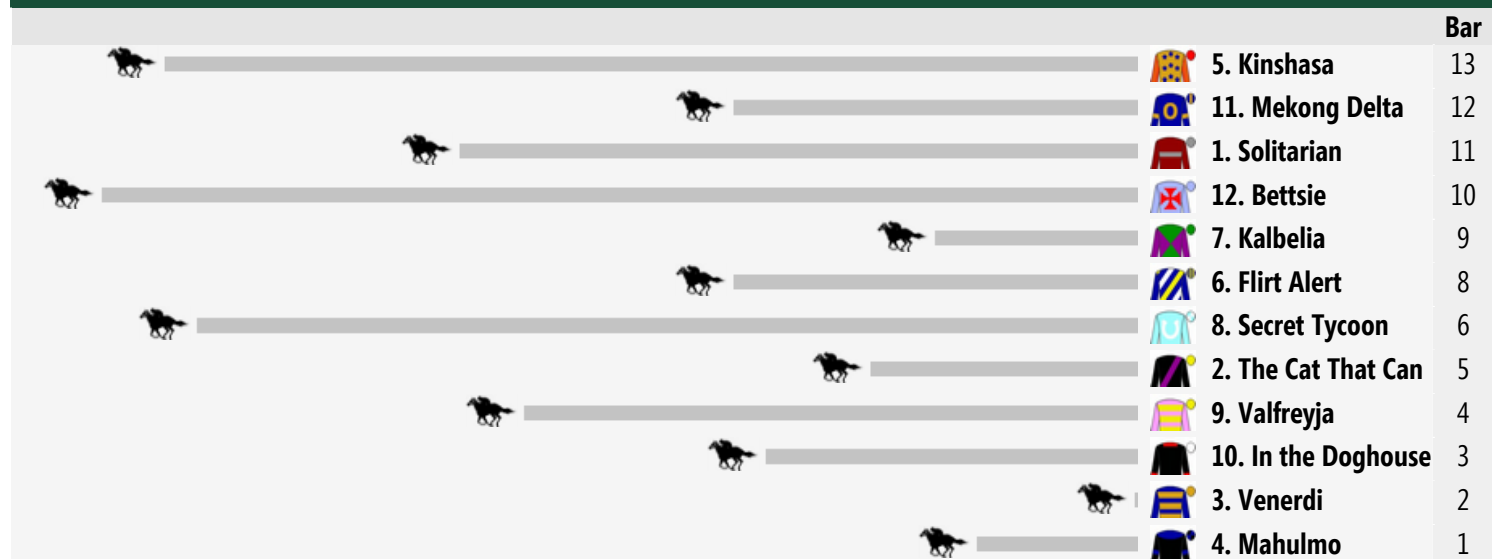 Bar
5. Kinshasa 13
11. Mekong Delta 12
1. Solitarian 11
12. Bettsie 10
7. Kalbelia 9
6. Flirt Alert 8
8. Secret Tycoon 6
2. The Cat That Can 5
9. Valfreyja 4
10. In the Doghouse 3
3. Venerdi 2
4. Mahulmo 1